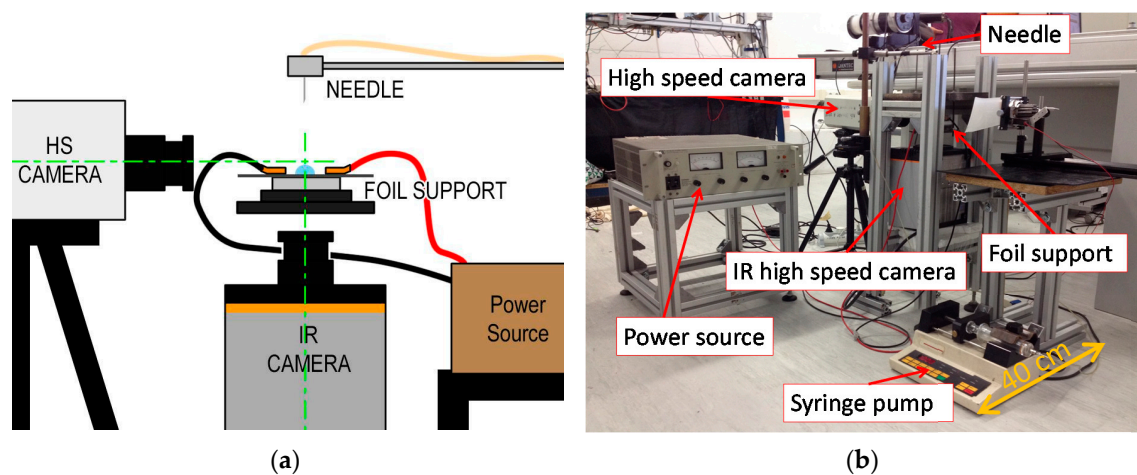 NEEDLE
HS
CAMERA
FOIL SUPPORT
Power
Source
IR
CAMERA
(a)
Needle
High speed camera
Foil support
IR high speed camera
Power source
Syringe pump
40 cm
(b)